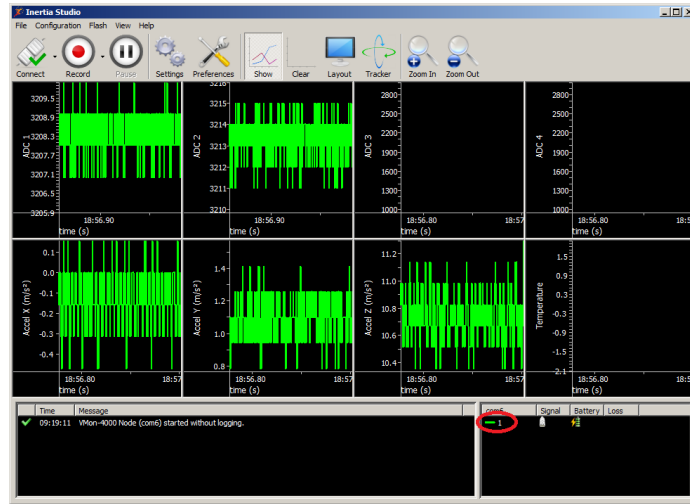 Inertia Studio
File Configuration Flash View Help
Connect Record Pause Settings Preferences Show Clear Layout Tracker Zoom In Zoom Out
ADC 1
3209.5
3208.9
3208.3
3207.7
3207.1
3206.5
3205.9
18:56.90
time (s)
ADC 2
3216
3215
3214
3213
3212
3211
3210
18:56.90
time (s)
ADC 3
2800
2500
2200
1900
1600
1300
1000
18:56.80 18:57
time (s)
ADC 4
2800
2500
2200
1900
1600
1300
1000
18:56.80 18:5
time (s)
Accel X (m/s²)
0.1
0.0
-0.1
-0.2
-0.3
-0.4
18:56.80 18:57
time (s)
Accel Y (m/s²)
1.4
1.2
1.0
0.8
18:56.80 18:57
time (s)
Accel Z (m/s²)
11.2
11.0
10.8
10.6
10.4
18:56.80 18:57
time (s)
Temperature
1.5
0.9
0.3
-0.3
-0.9
-1.5
-2.1
18:56.80 18:5
time (s)
Time Message
09:19:11 VMon-4000 Node (com6) started without logging.
com6 Signal Battery Loss
1